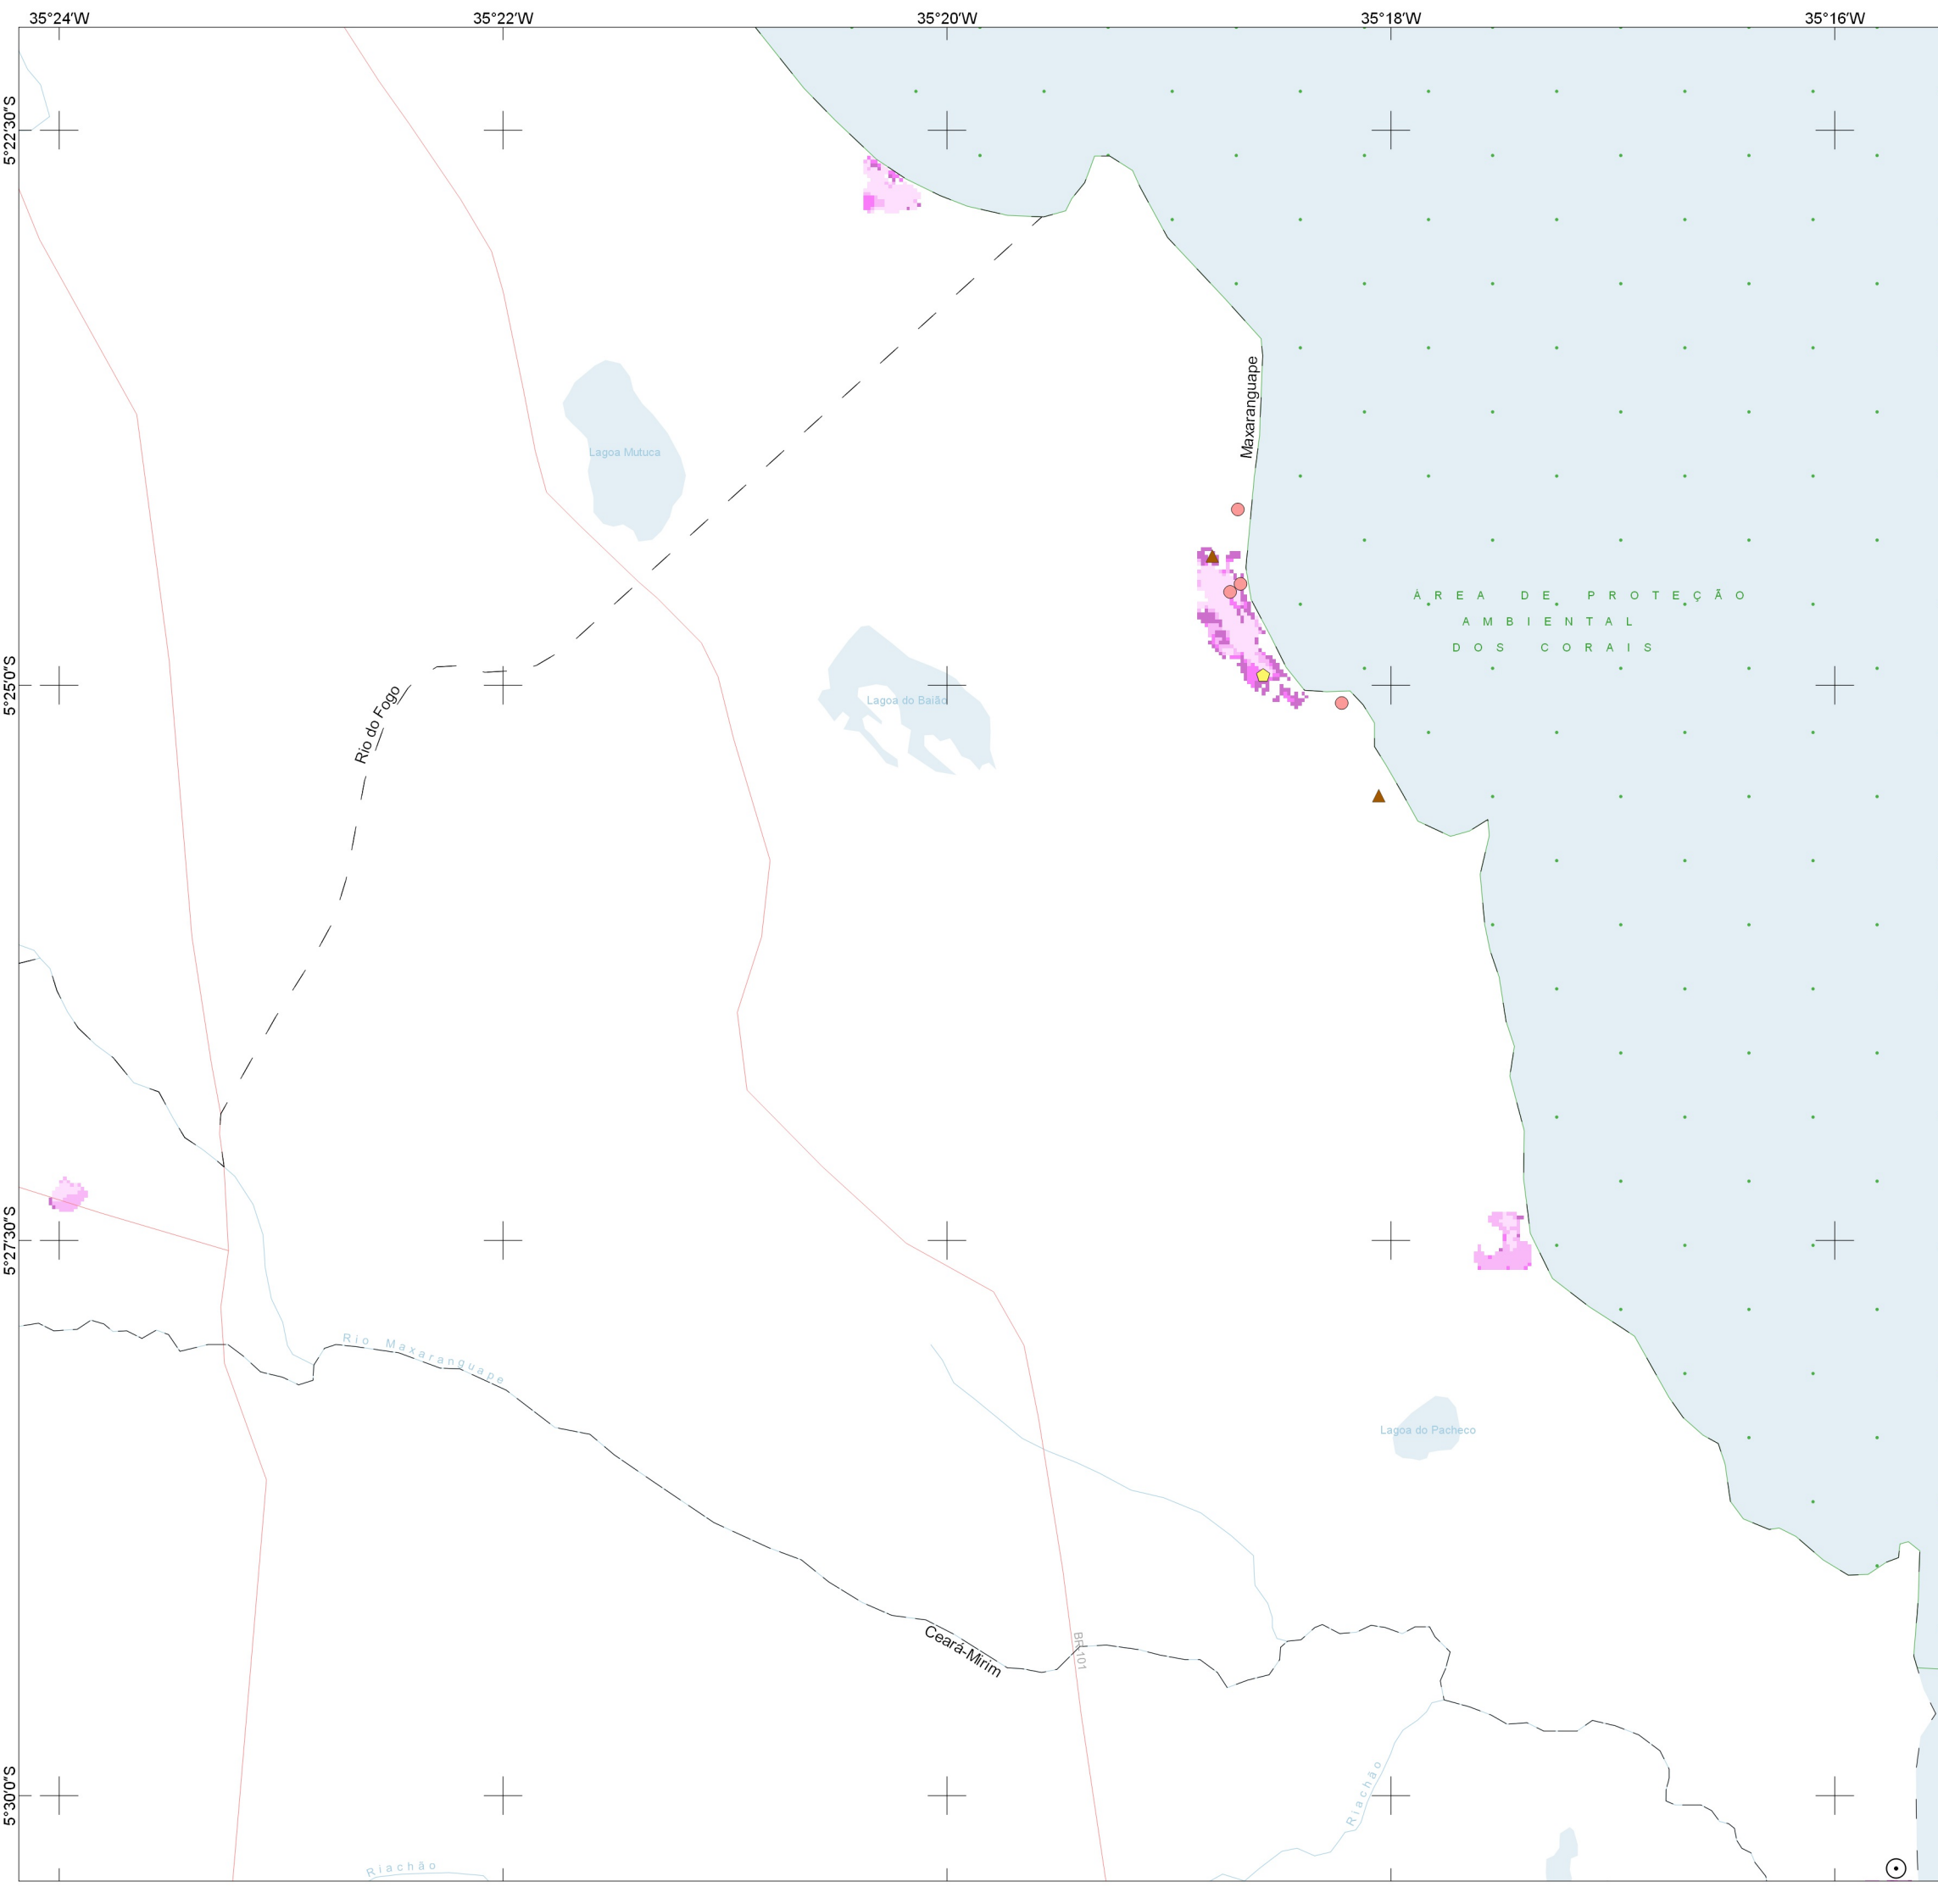 35°24'W
35°22'W
35°20'W
35°18'W
35°16'W
5°22'30"S
Maxaranguape
Lagoa Mutuca
ÁREA DE PROTEÇÃO
AMBIENTAL
DOS CORAIS
5°25'0"S
Lagoa do Baião
Rio do Fogo
5°27'30"S
Rio Maxaranguape
Lagoa do Pacheco
Ceará-Mirim
BR101
5°30'0"S
Riachão
Riachão